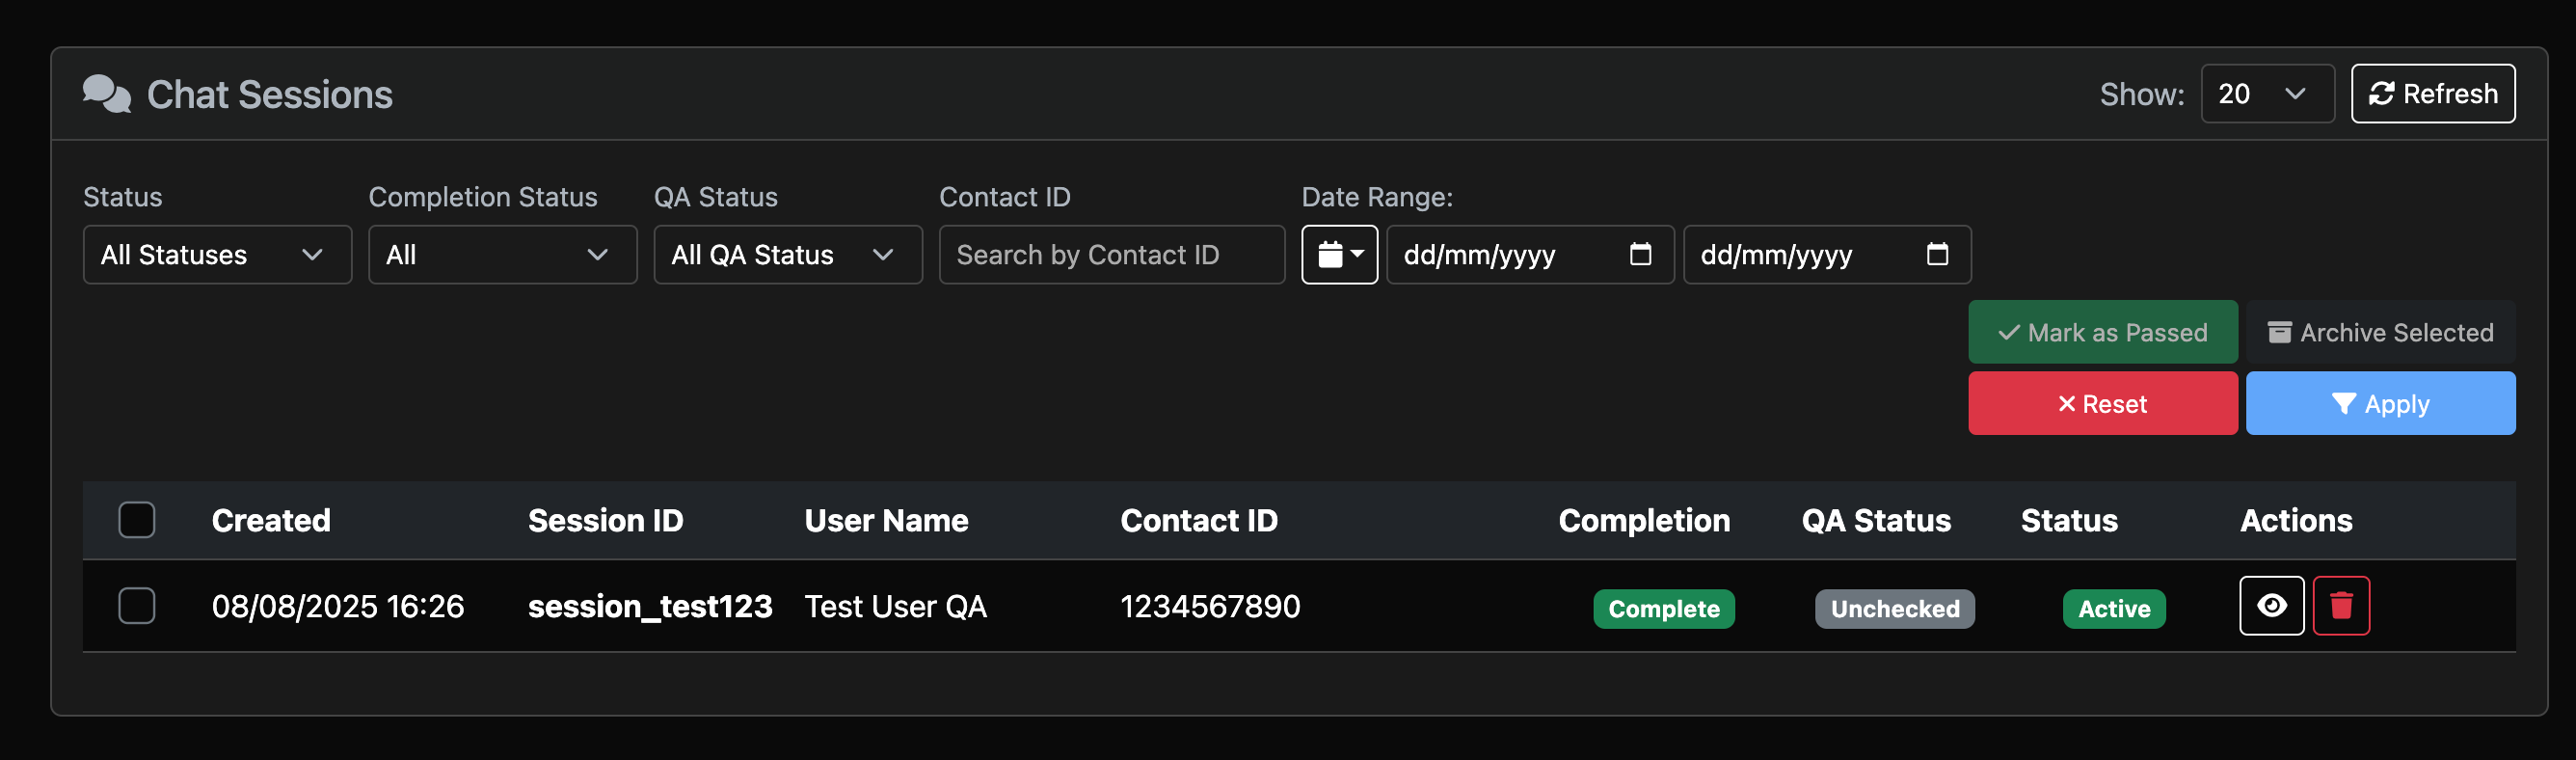 Chat Sessions Show: 20 Refresh
Status Completion Status QA Status Contact ID Date Range:
All Statuses All All QA Status Search by Contact ID dd/mm/yyyy dd/mm/yyyy
Mark as Passed Archive Selected
Reset Apply
Created Session ID User Name Contact ID Completion QA Status Status Actions
08/08/2025 16:26 session_test123 Test User QA 1234567890 Complete Unchecked Active